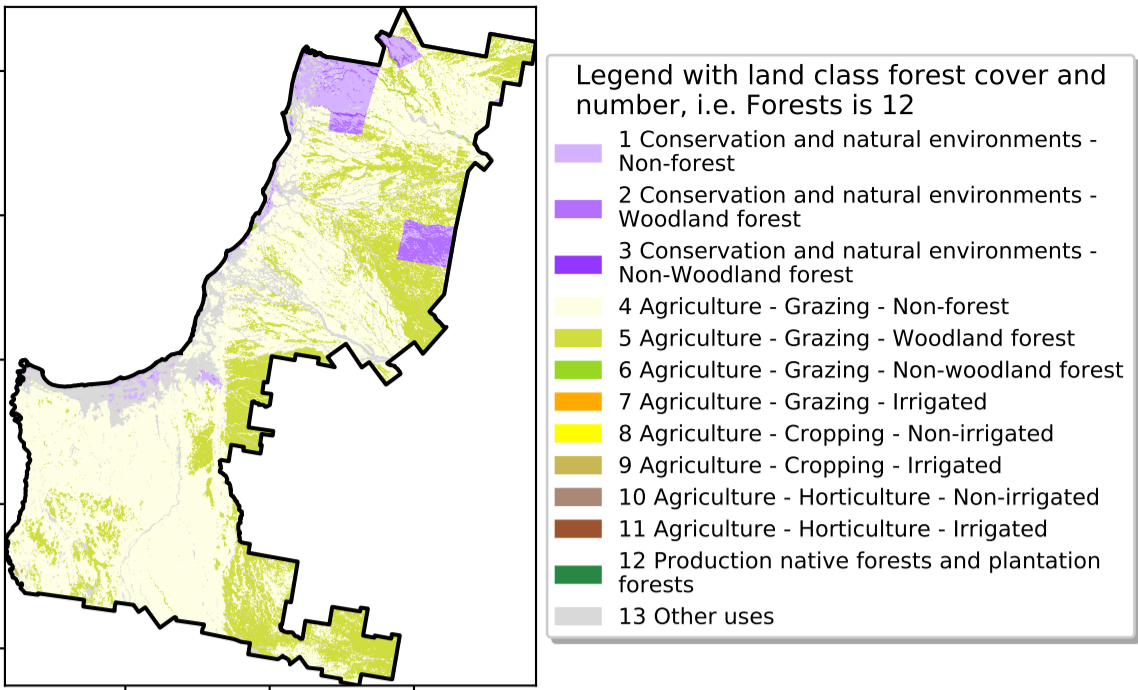 Legend with land class forest cover and
number, i.e. Forests is 12
1 Conservation and natural environments -
Non-forest
2 Conservation and natural environments -
Woodland forest
3 Conservation and natural environments -
Non-Woodland forest
4 Agriculture - Grazing - Non-forest
5 Agriculture - Grazing - Woodland forest
6 Agriculture - Grazing - Non-woodland forest
7 Agriculture - Grazing - Irrigated
8 Agriculture - Cropping - Non-irrigated
9 Agriculture - Cropping - Irrigated
10 Agriculture - Horticulture - Non-irrigated
11 Agriculture - Horticulture - Irrigated
12 Production native forests and plantation
forests
13 Other uses